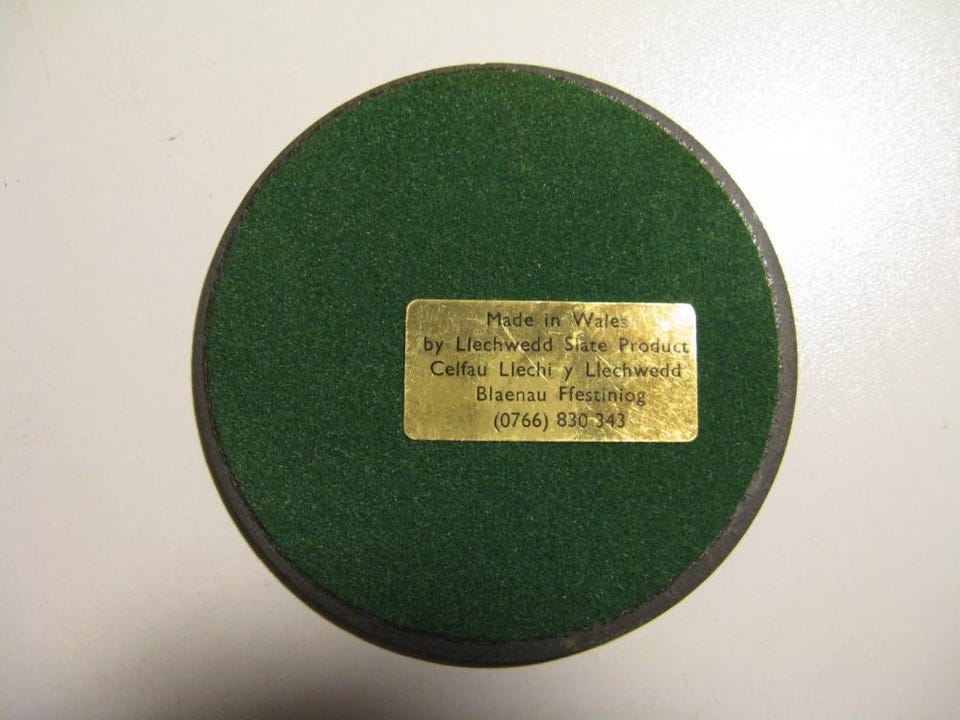 Made in Wales
by Llechwedd Slate Product
Celfau Llechi y Llechwedd
Blaenau Ffestiniog
(0766) 830 343